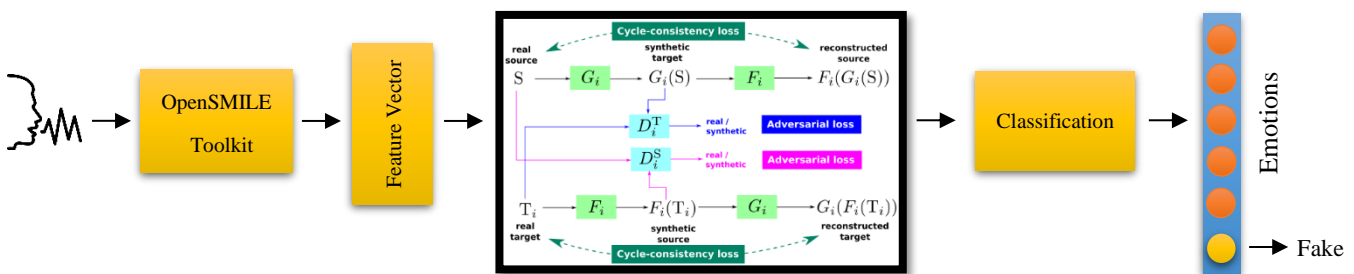 OpenSMILE
Toolkit
Feature Vector
Cycle-consistency loss
real
source
synthetic
target
reconstructed
source
S
G_i
G_i(S)
F_i
F_i(G_i(S))
D_i^T
real /
synthetic
Adversarial loss
D_i^S
real /
synthetic
Adversarial loss
T_i
F_i
F_i(T_i)
G_i
G_i(F_i(T_i))
real
target
synthetic
source
reconstructed
target
Cycle-consistency loss
Classification
Emotions
Fake